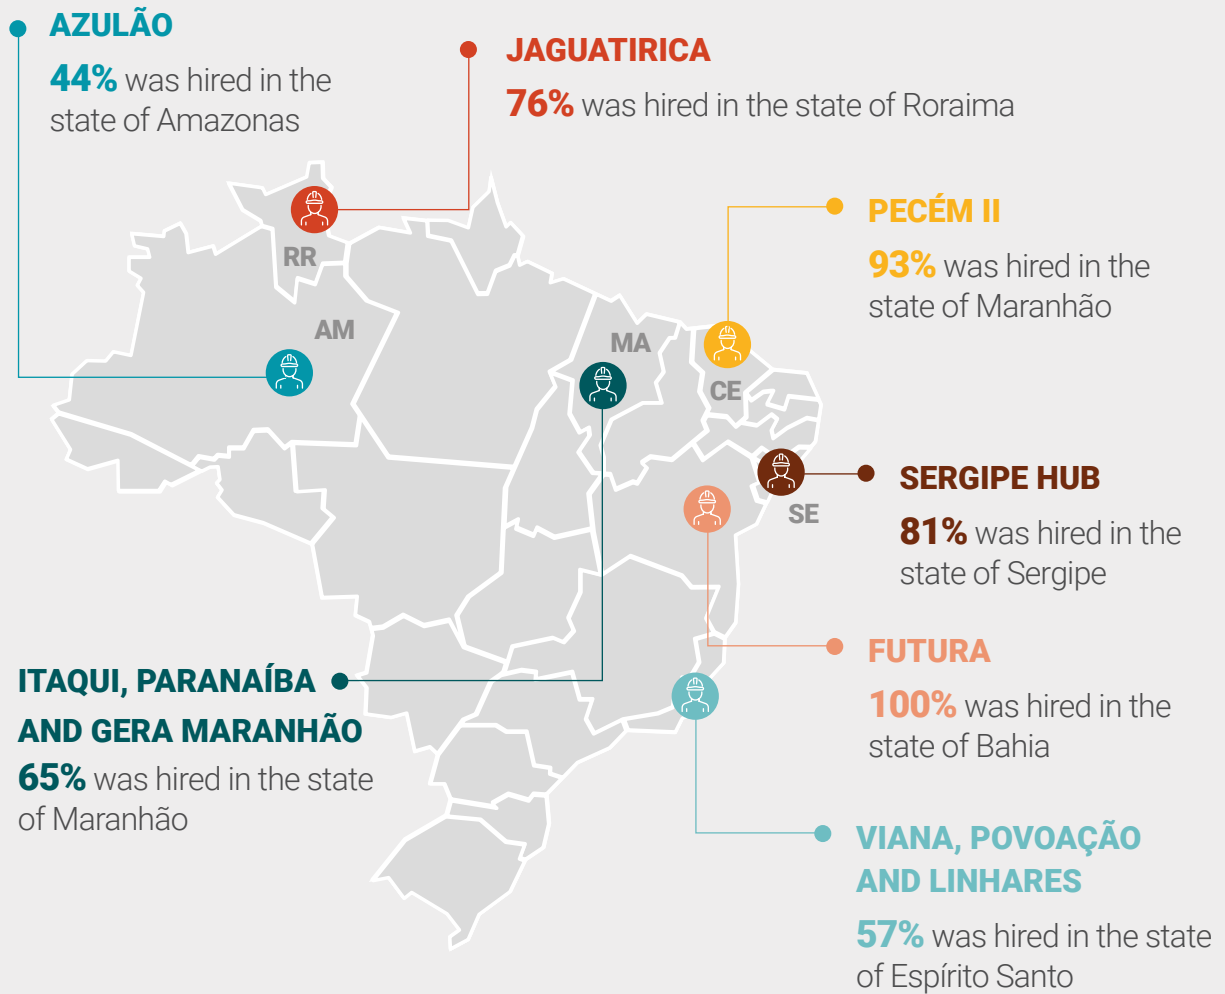 AZULÃO
44% was hired in the
state of Amazonas
JAGUATIRICA
76% was hired in the state of Roraima
PECÉM II
93% was hired in the
state of Maranhão
RR
AM
MA
CE
SE
SERGIPE HUB
81% was hired in the
state of Sergipe
FUTURA
100% was hired in the
state of Bahia
ITAQUI, PARANAÍBA
AND GERA MARANHÃO
65% was hired in the state
of Maranhão
VIANA, POVOAÇÃO
AND LINHARES
57% was hired in the state
of Espírito Santo